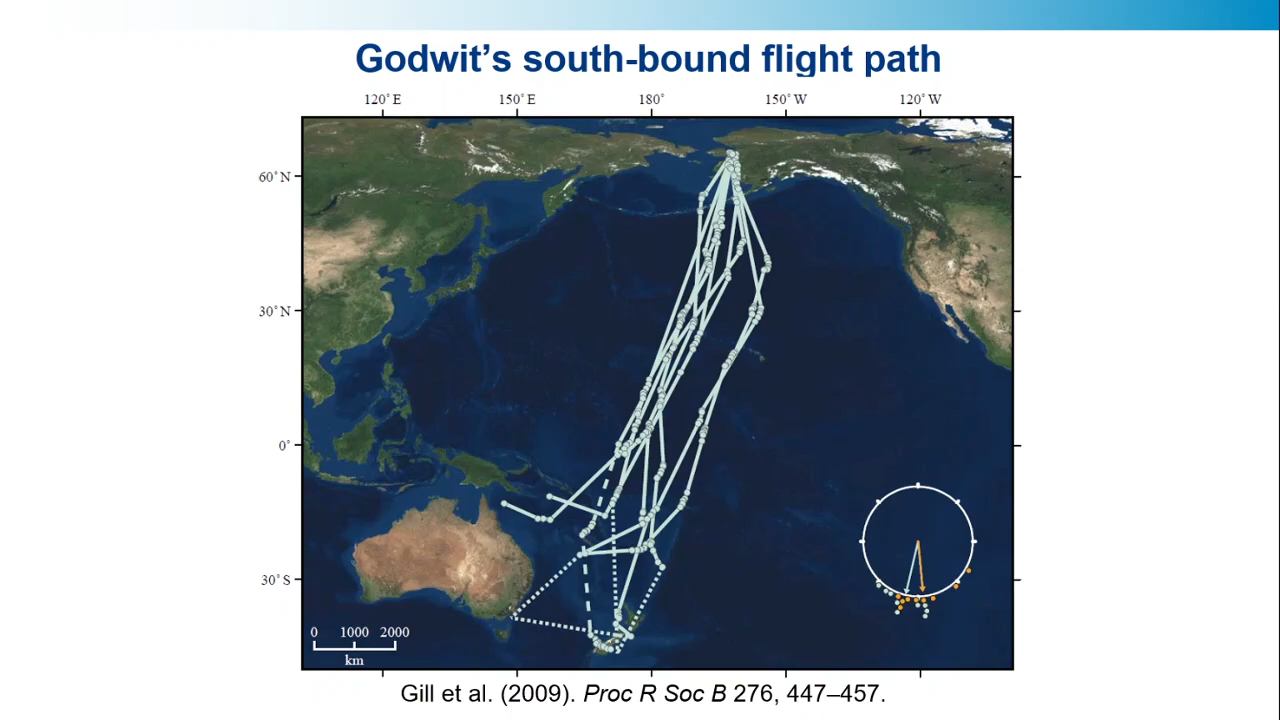 Godwit’s south-bound flight path
120˚E 150˚E 180˚ 150˚W 120˚W
60˚N
30˚N
0˚
30˚S
0 1000 2000
km
Gill et al. (2009). Proc R Soc B 276, 447–457.